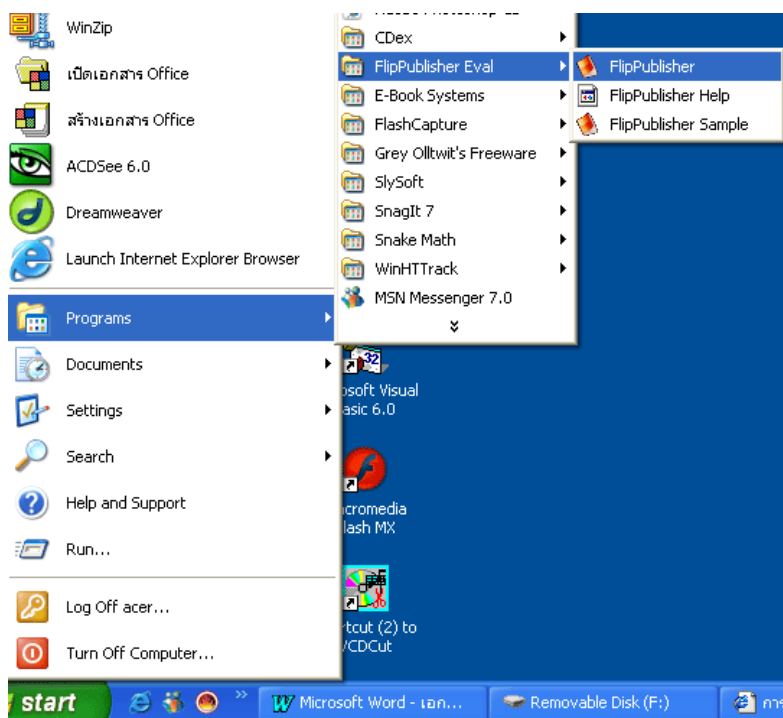 WinZip
เปิดเอกสาร Office
สร้างเอกสาร Office
ACDSee 6.0
Dreamweaver
Launch Internet Explorer Browser
Programs
Documents
Settings
Search
Help and Support
Run...
Log Off acer...
Turn Off Computer...
CDex
FlipPublisher Eval
E-Book Systems
FlashCapture
Grey Olltwit's Freeware
SlySoft
SnagIt 7
Snake Math
WinHTTrack
MSN Messenger 7.0
FlipPublisher
FlipPublisher Help
FlipPublisher Sample
32
osoft Visual
asic 6.0
cromedia
lash MX
rtcut (2) to
/CDCut
start
Microsoft Word - เอก...
Removable Disk (F:)